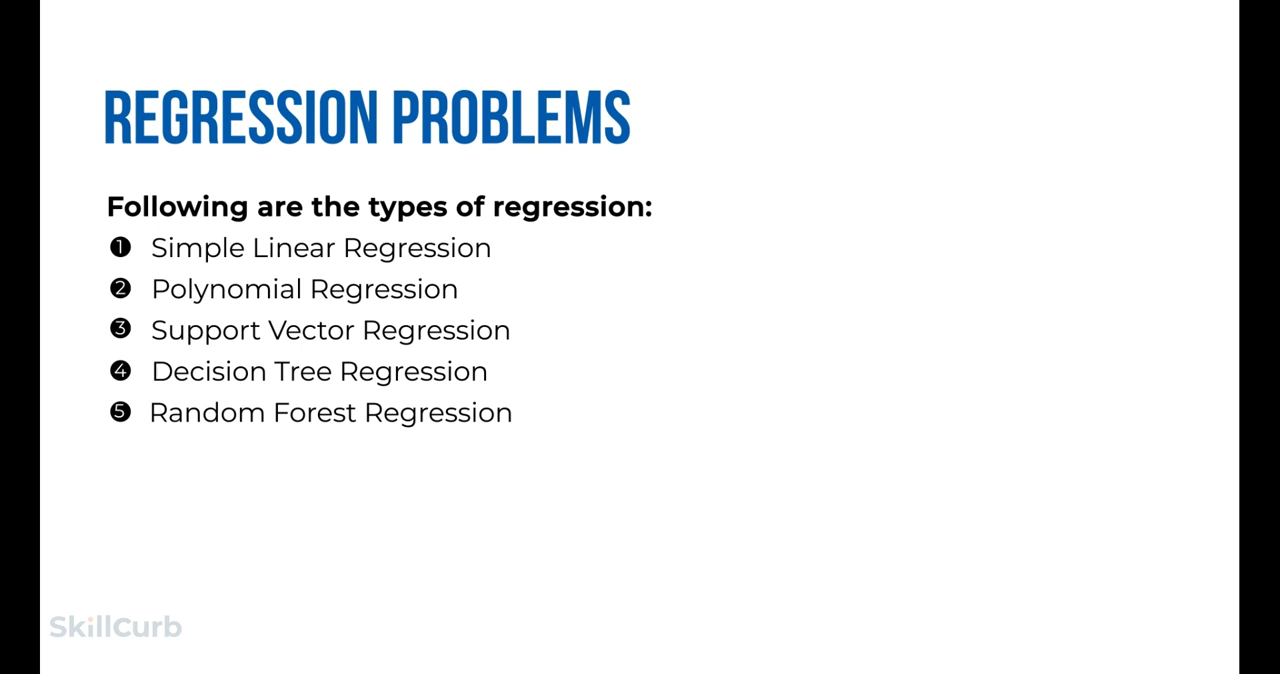 REGRESSION PROBLEMS
Following are the types of regression:
❶ Simple Linear Regression
❷ Polynomial Regression
❸ Support Vector Regression
❹ Decision Tree Regression
❺ Random Forest Regression
SkillCurb